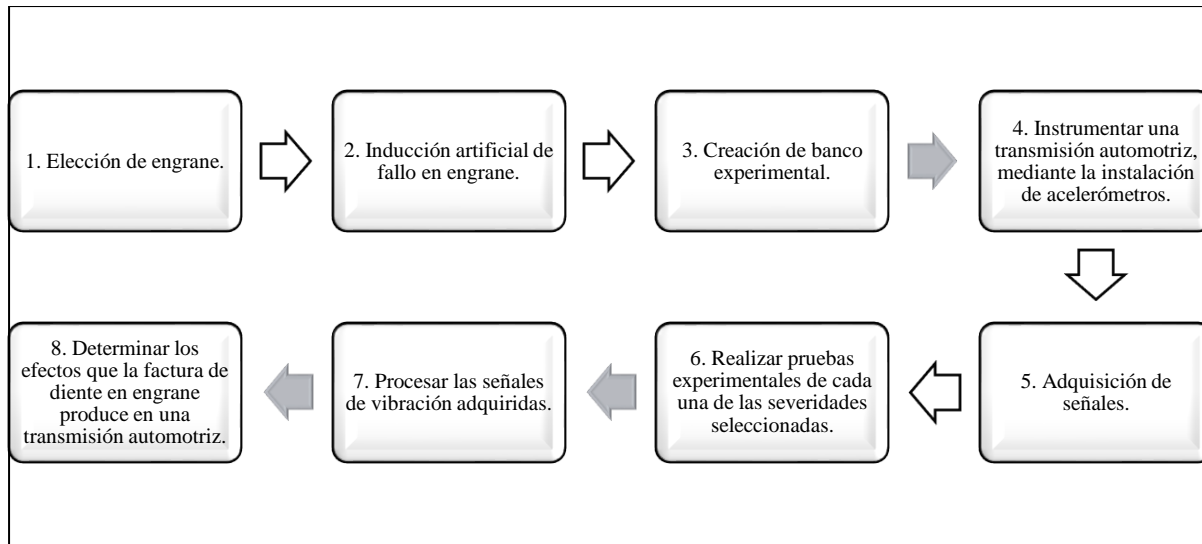 1. Elección de engrane.
2. Inducción artificial de
fallo en engrane.
3. Creación de banco
experimental.
4. Instrumentar una
transmisión automotriz,
mediante la instalación
de acelerómetros.
5. Adquisición de
señales.
6. Realizar pruebas
experimentales de cada
una de las severidades
seleccionadas.
7. Procesar las señales
de vibración adquiridas.
8. Determinar los
efectos que la factura de
diente en engrane
produce en una
transmisión automotriz.